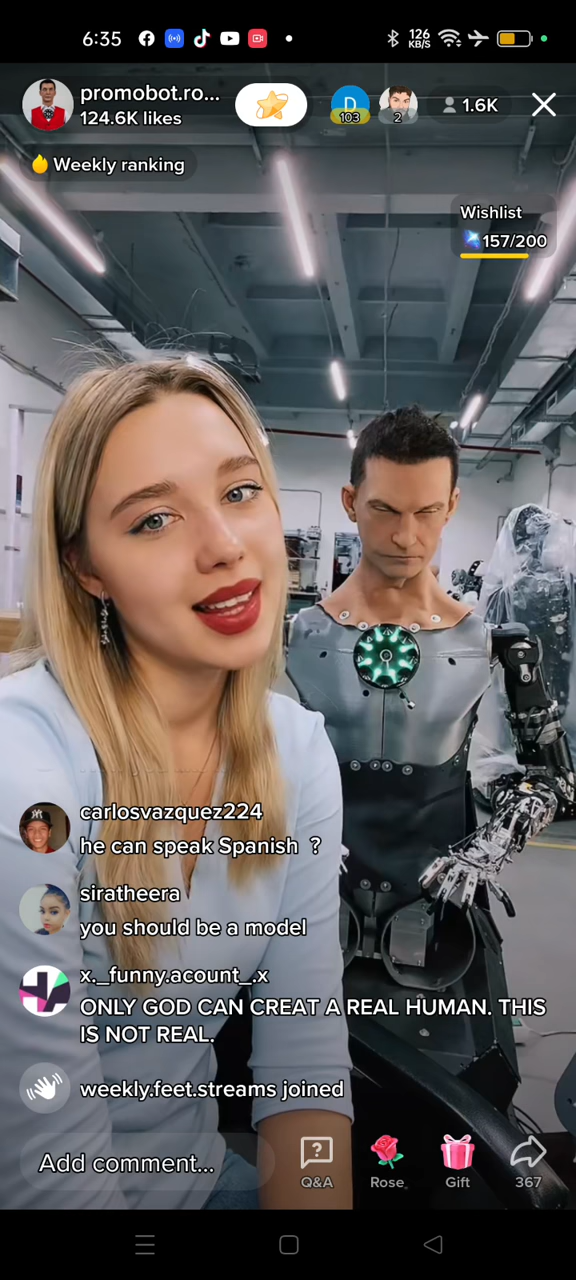 6:35
126
KB/S
promobot.ro...
124.6K likes
D
103
2
1.6K
Weekly ranking
Wishlist
157/200
carlosvazquez224
he can speak Spanish ?
siratheera
you should be a model
x._funny.acount_.x
ONLY GOD CAN CREAT A REAL HUMAN. THIS
IS NOT REAL.
weekly.feet.streams joined
Add comment...
Q&A
Rose
Gift
367